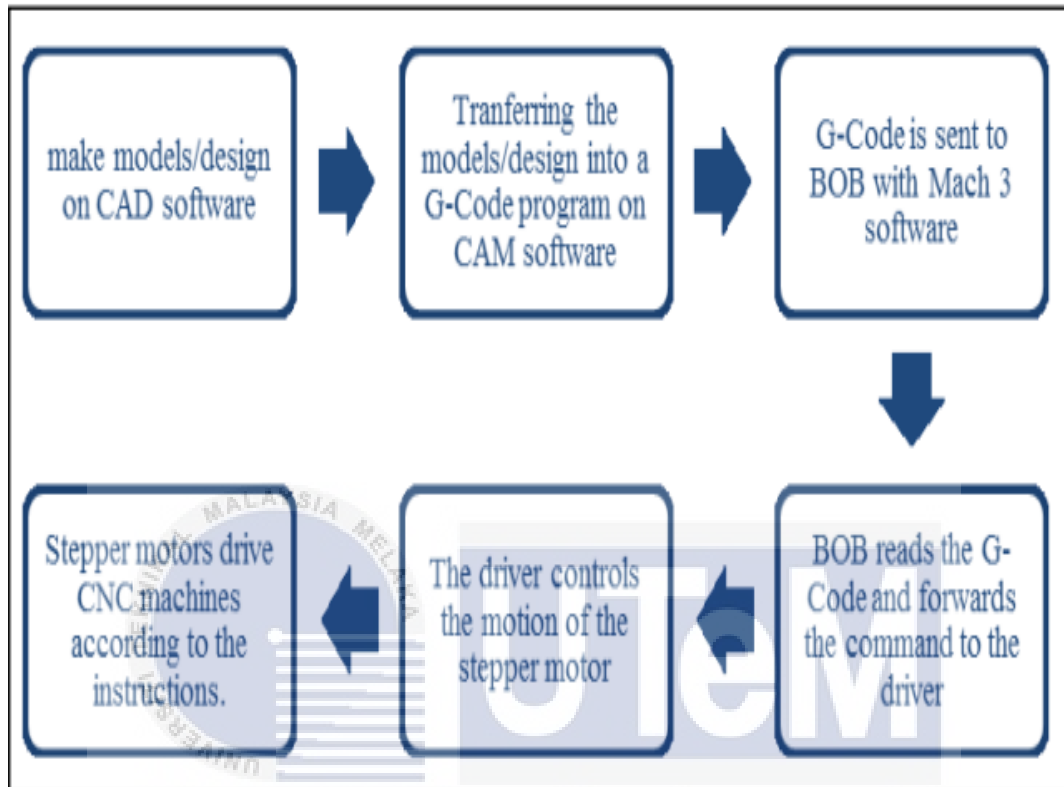 make models/design
on CAD software
Tranferring the
models/design into a
G-Code program on
CAM software
G-Code is sent to
BOB with Mach 3
software
BOB reads the G-
Code and forwards
the command to the
driver
The driver controls
the motion of the
stepper motor
Stepper motors drive
CNC machines
according to the
instructions.
UTeM
MALAYSIA MELAKA